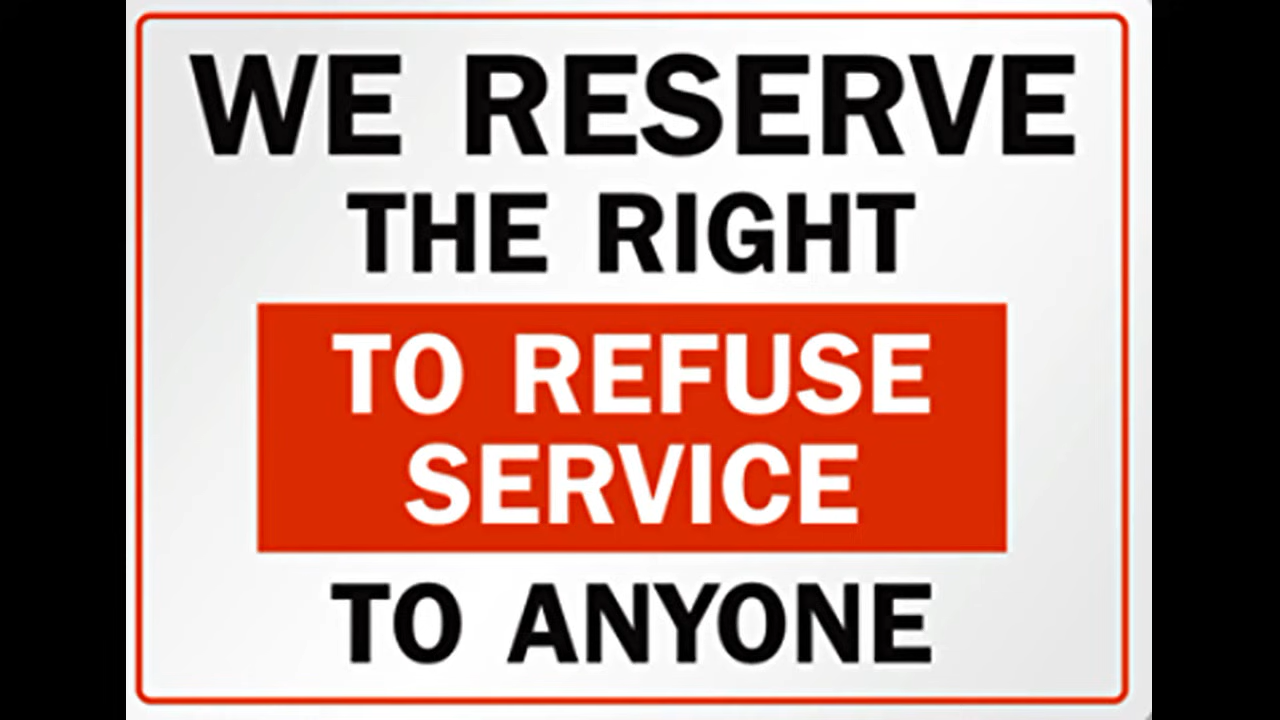 WE RESERVE
THE RIGHT
TO REFUSE
SERVICE
TO ANYONE